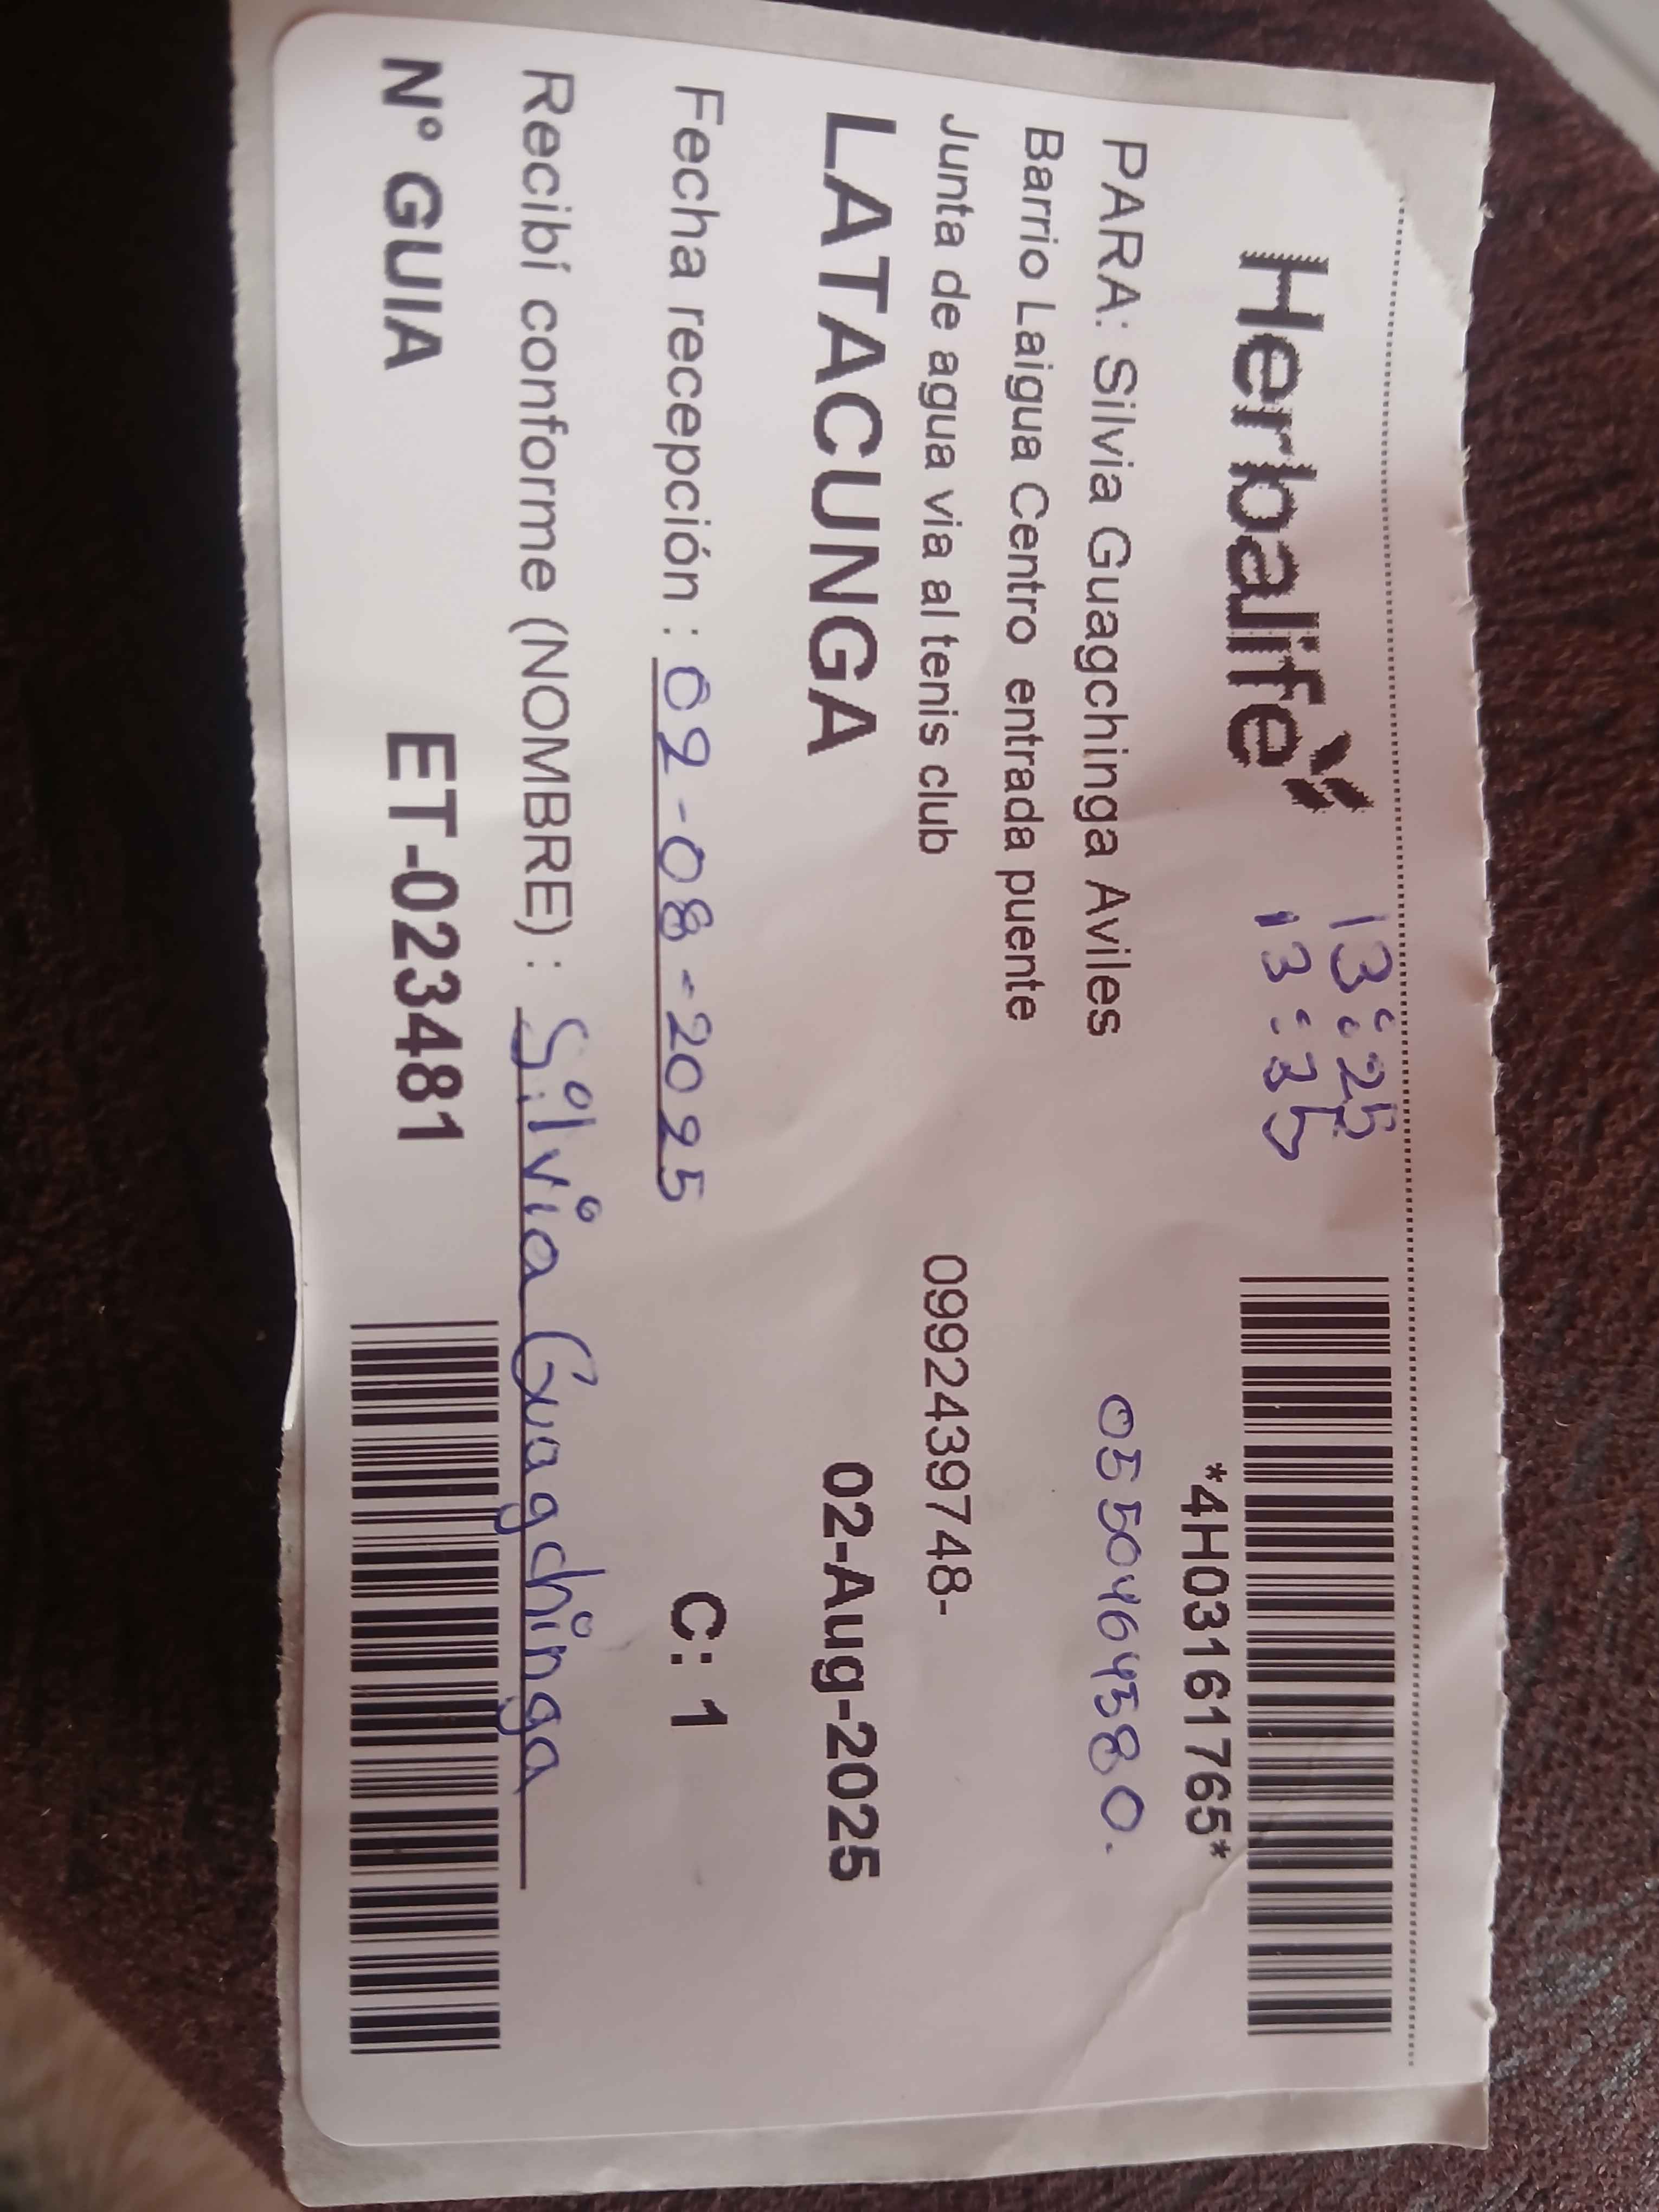 Herbalife
13:25
13:35
*4H03161765*
PARA: Silvia Guagchinga Aviles
0550464580.
Barrio Laigua Centro entrada puente
Junta de agua via al tenis club
0992439748-
LATACUNGA
02-Aug-2025
Fecha recepción : 02-08-2025
C: 1
Recibí conforme (NOMBRE) : Silvia Guagchinga
N° GUIA ET-023481